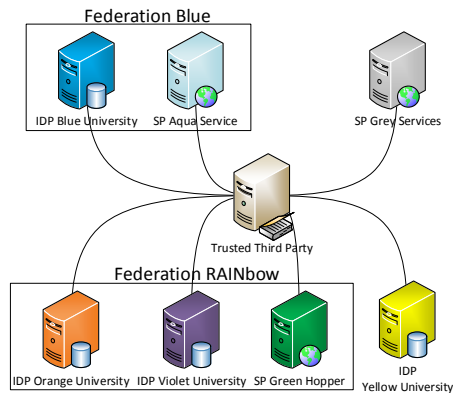 Federation Blue
IDP Blue University
SP Aqua Service
SP Grey Services
Trusted Third Party
Federation RAINbow
IDP Orange University
IDP Violet University
SP Green Hopper
IDP
Yellow University